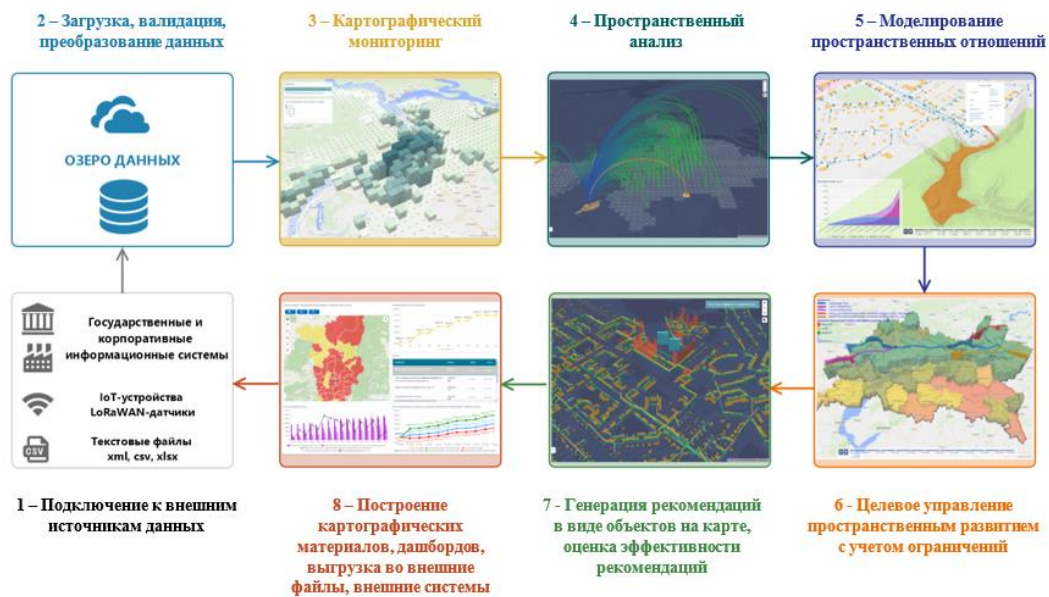 2 – Загрузка, валидация,
преобразование данных
3 – Картографический
мониторинг
4 – Пространственный
анализ
5 – Моделирование
пространственных отношений
ОЗЕРО ДАННЫХ
Государственные и
корпоративные
информационные системы
IoT-устройства
LoRaWAN-датчики
CSV
Текстовые файлы
xml, csv, xlsx
1 – Подключение к внешним
источникам данных
8 – Построение
картографических
материалов, дашбордов,
выгрузка во внешние
файлы, внешние системы
7 - Генерация рекомендаций
в виде объектов на карте,
оценка эффективности
рекомендаций
6 - Целевое управление
пространственным развитием
с учетом ограничений